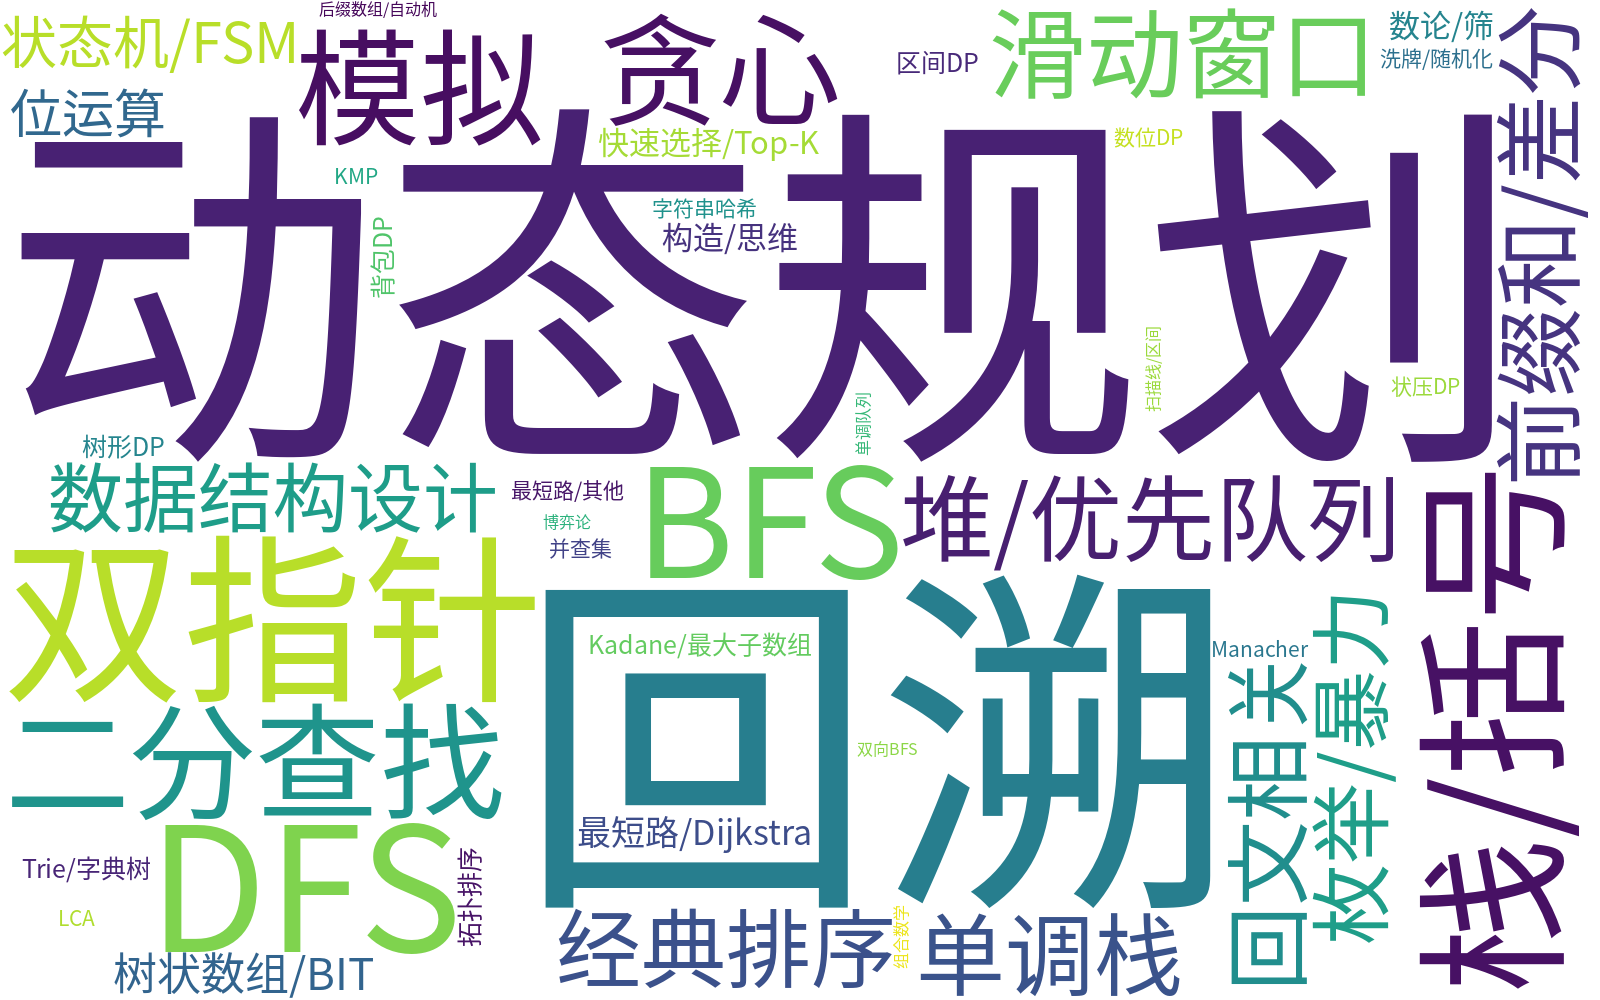 状态机/FSM
后缀数组/自动机
模拟
贪心
区间DP
滑动窗口
数论/筛
洗牌/随机化
前缀和/差分
位运算
快速选择/Top-K
数位DP
动态规划
KMP
字符串哈希
构造/思维
背包DP
扫描线/区间
状压DP
单调队列
树形DP
数据结构设计
最短路/其他
博弈论
并查集
BFS
堆/优先队列
栈/括号
双指针
回溯
Kadane/最大子数组
Manacher
枚举/暴力
回文相关
二分查找
双向BFS
最短路/Dijkstra
DFS
Trie/字典树
拓扑排序
LCA
树状数组/BIT
经典排序
组合数学
单调栈